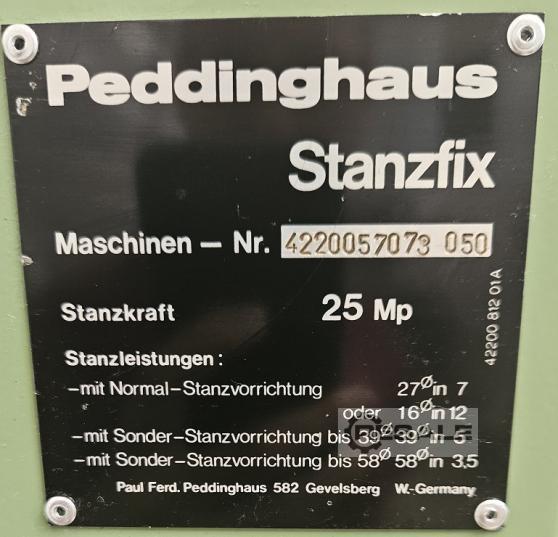 Peddinghaus
Stanzfix
Maschinen – Nr. 4220057073 050
Stanzkraft 25 Mp
42200 812 01A
Stanzleistungen :
–mit Normal–Stanzvorrichtung 27ø in 7
oder 16ø in 12
–mit Sonder–Stanzvorrichtung bis 39ø 39ø in 5
–mit Sonder–Stanzvorrichtung bis 58ø 58ø in 3,5
Paul Ferd. Peddinghaus 582 Gevelsberg W.-Germany